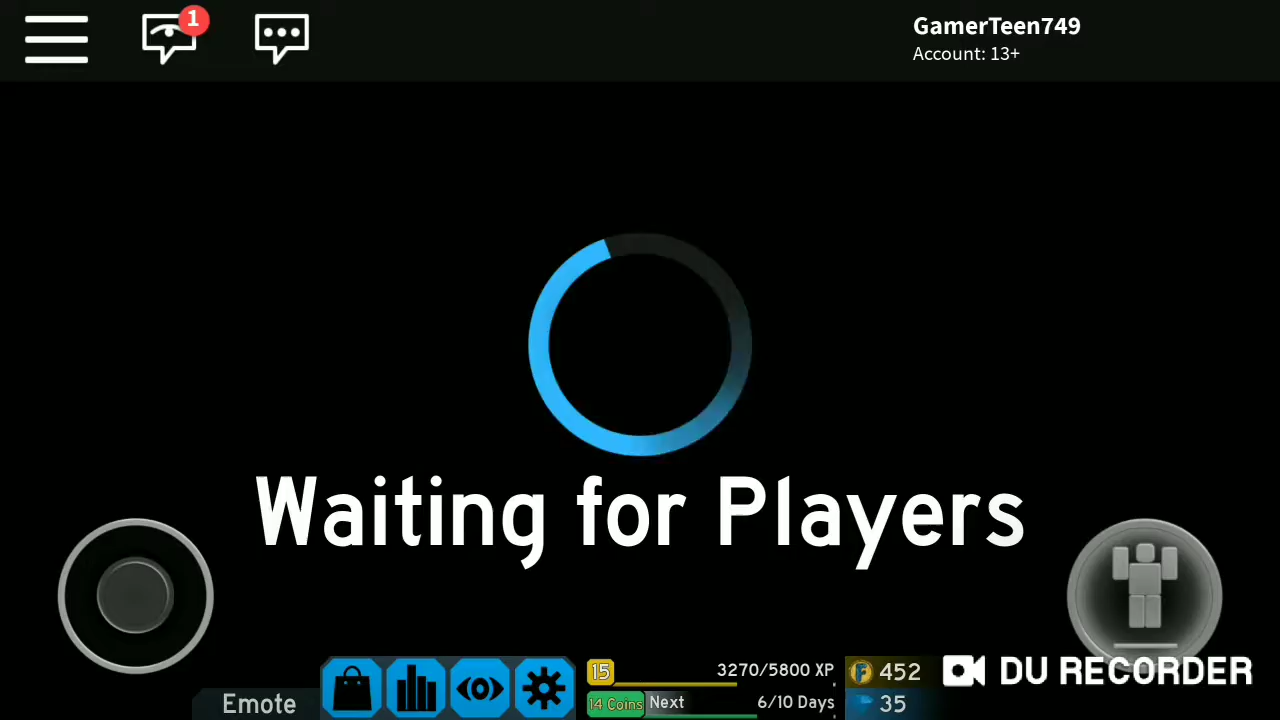 1
GamerTeen749
Account: 13+
Waiting for Players
Emote
15
3270/5800 XP
14 Coins
Next
6/10 Days
F 452
35
DU RECORDER